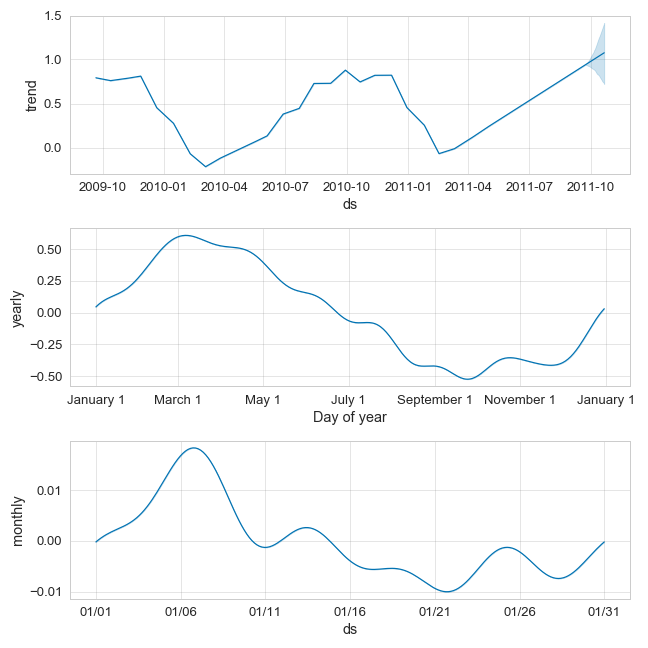 1.5
1.0
0.5
0.0
trend
2009-10 2010-01 2010-04 2010-07 2010-10 2011-01 2011-04 2011-07 2011-10
ds
0.50
0.25
0.00
−0.25
−0.50
yearly
January 1 March 1 May 1 July 1 September 1 November 1 January 1
Day of year
0.01
0.00
−0.01
monthly
01/01 01/06 01/11 01/16 01/21 01/26 01/31
ds